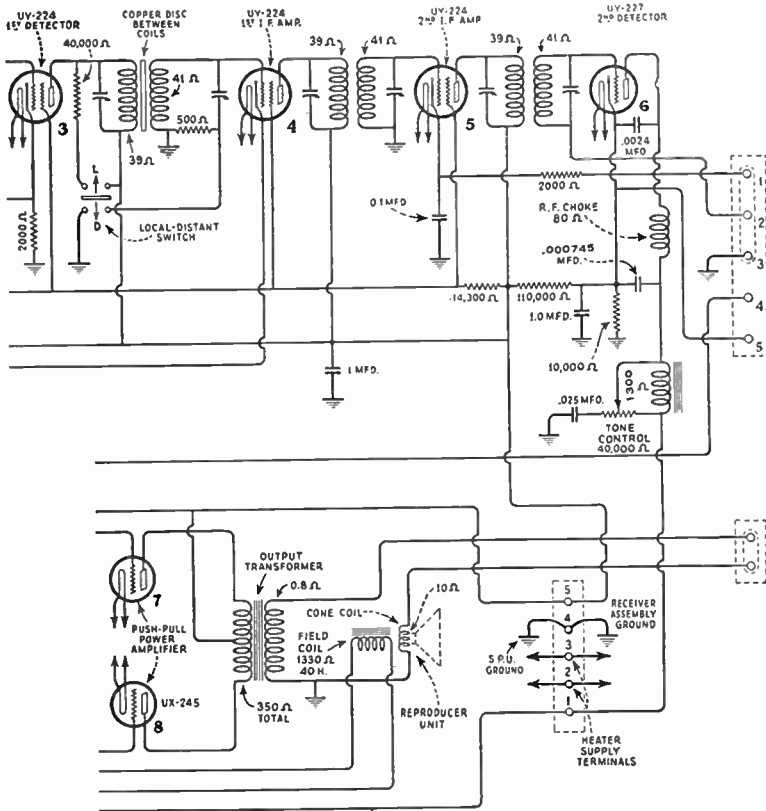 UY-224
1ST DETECTOR
COPPER DISC
BETWEEN
COILS
UY-224
1ST I.F. AMP.
UY-224
2ND I.F. AMP
UY-227
2ND DETECTOR
40,000 Ω
41 Ω
500Ω
39Ω
39Ω
41 Ω
39Ω
41 Ω
3
4
5
6
.0024
MFD
L
D
LOCAL-DISTANT
SWITCH
2000 Ω
0.1 MFD
2000 Ω
R.F. CHOKE
80 Ω
.000745
MFD.
14,300 Ω
110,000 Ω
1.0 MFD.
10,000 Ω
1 MFD.
1300 Ω
.025 MFD.
TONE
CONTROL
40,000 Ω
1
2
3
4
5
7
PUSH-PULL
POWER
AMPLIFIER
UX-245
8
OUTPUT
TRANSFORMER
0.8 Ω
350 Ω
TOTAL
CONE COIL
10Ω
FIELD
COIL
1330 Ω
40 H.
REPRODUCER
UNIT
5
4
3
2
1
RECEIVER
ASSEMBLY
GROUND
S.P.U.
GROUND
HEATER
SUPPLY
TERMINALS